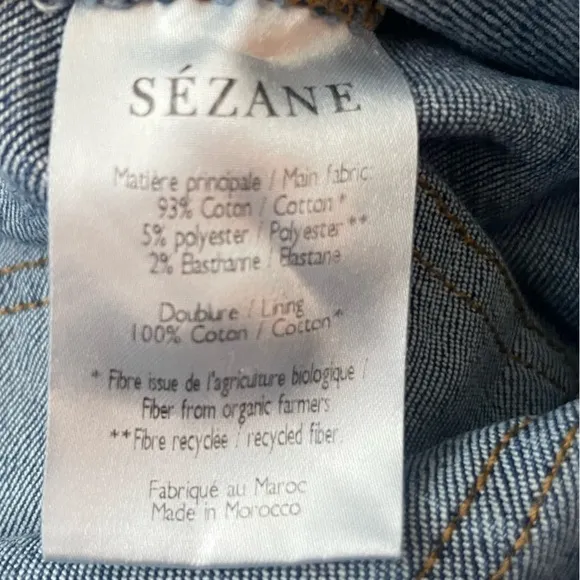 SÉZANE
Matière principale / Main fabric:
93% Coton / Cotton*
5% polyester / Polyester**
2% Elasthanne / Elastane
Doublure / Lining
100% Coton / Cotton*
* Fibre issue de l'agriculture biologique /
Fiber from organic farmers
**Fibre recyclée / recycled fiber.
Fabriqué au Maroc
Made in Morocco